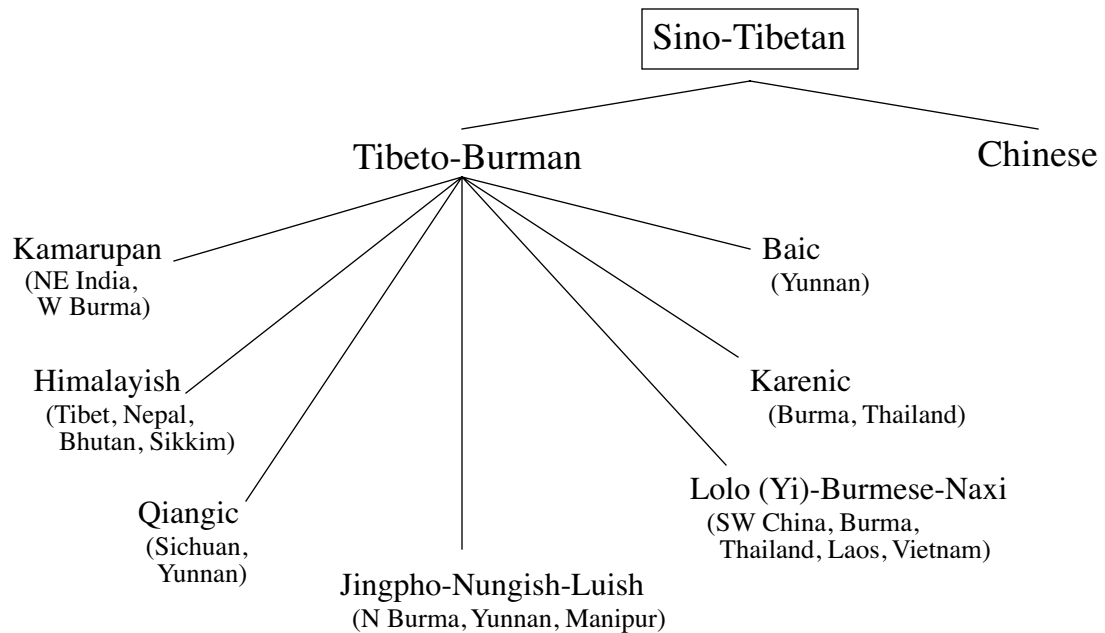 Sino-Tibetan
Tibeto-Burman
Chinese
Kamarupan
(NE India,
W Burma)
Baic
(Yunnan)
Himalayish
(Tibet, Nepal,
Bhutan, Sikkim)
Karenic
(Burma, Thailand)
Qiangic
(Sichuan,
Yunnan)
Lolo (Yi)-Burmese-Naxi
(SW China, Burma,
Thailand, Laos, Vietnam)
Jingpho-Nungish-Luish
(N Burma, Yunnan, Manipur)